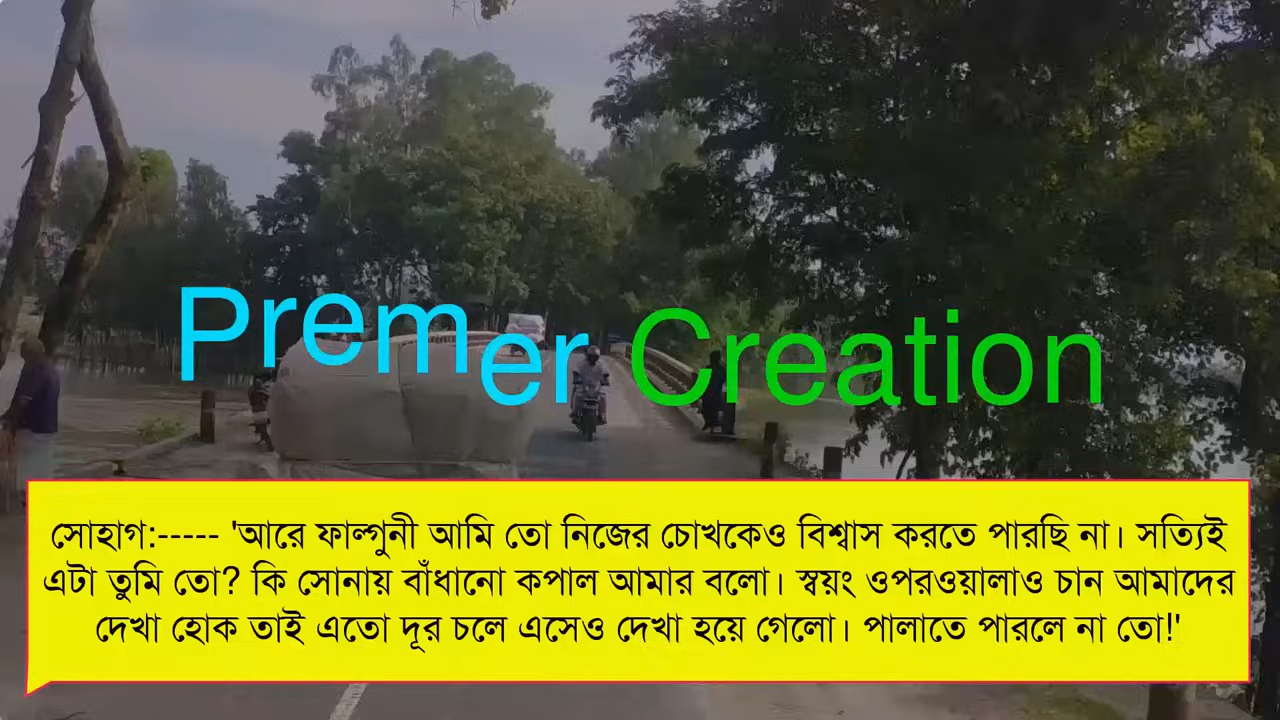 Premer Creation
সোহাগ:----- 'আরে ফাল্গুনী আমি তো নিজের চোখকেও বিশ্বাস করতে পারছি না। সত্যিই
এটা তুমি তো? কি সোনায় বাঁধানো কপাল আমার বলো। স্বয়ং ওপরওয়ালাও চান আমাদের
দেখা হোক তাই এতো দূর চলে এসেও দেখা হয়ে গেলো। পালাতে পারলে না তো!'